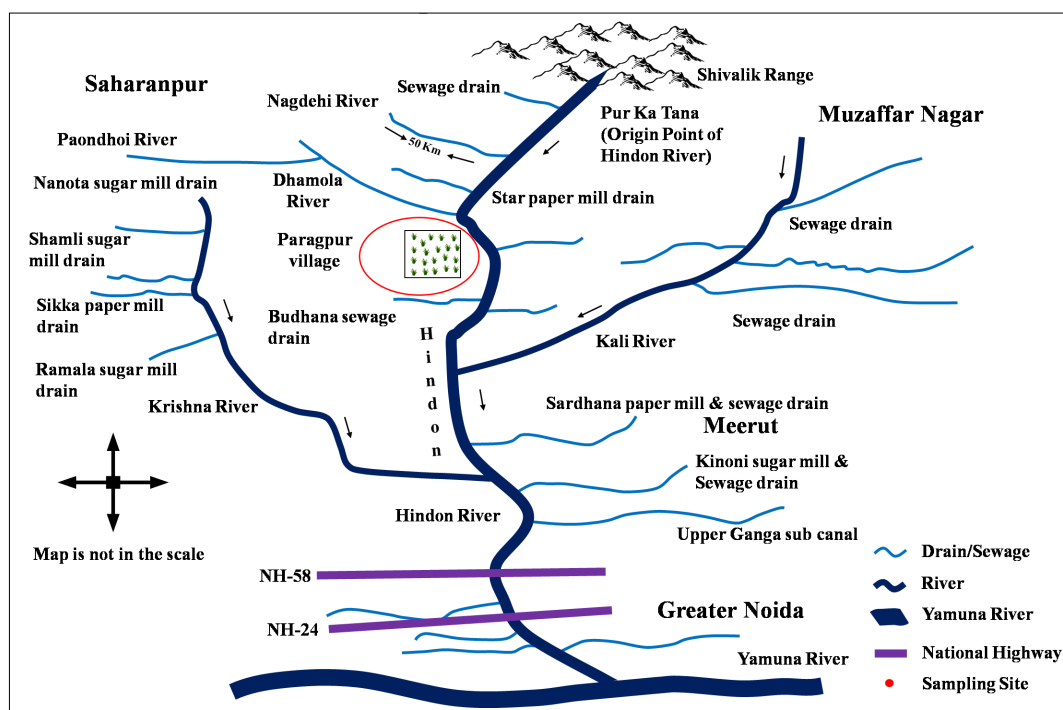 Shivalik Range
Saharanpur
Sewage drain
Nagdehi River
Pur Ka Tana
(Origin Point of
Hindon River)
Muzaffar Nagar
50 Km
Paondhoi River
Nanota sugar mill drain
Dhamola
River
Star paper mill drain
Sewage drain
Shamli sugar
mill drain
Paragpur
village
Sikka paper mill
drain
Budhana sewage
drain
Sewage drain
Kali River
Ramala sugar mill
drain
Krishna River
Hindon
Sardhana paper mill & sewage drain
Meerut
Kinoni sugar mill &
Sewage drain
Hindon River
Upper Ganga sub canal
Map is not in the scale
Drain/Sewage
NH-58
River
Greater Noida
Yamuna River
NH-24
Yamuna River
National Highway
Sampling Site